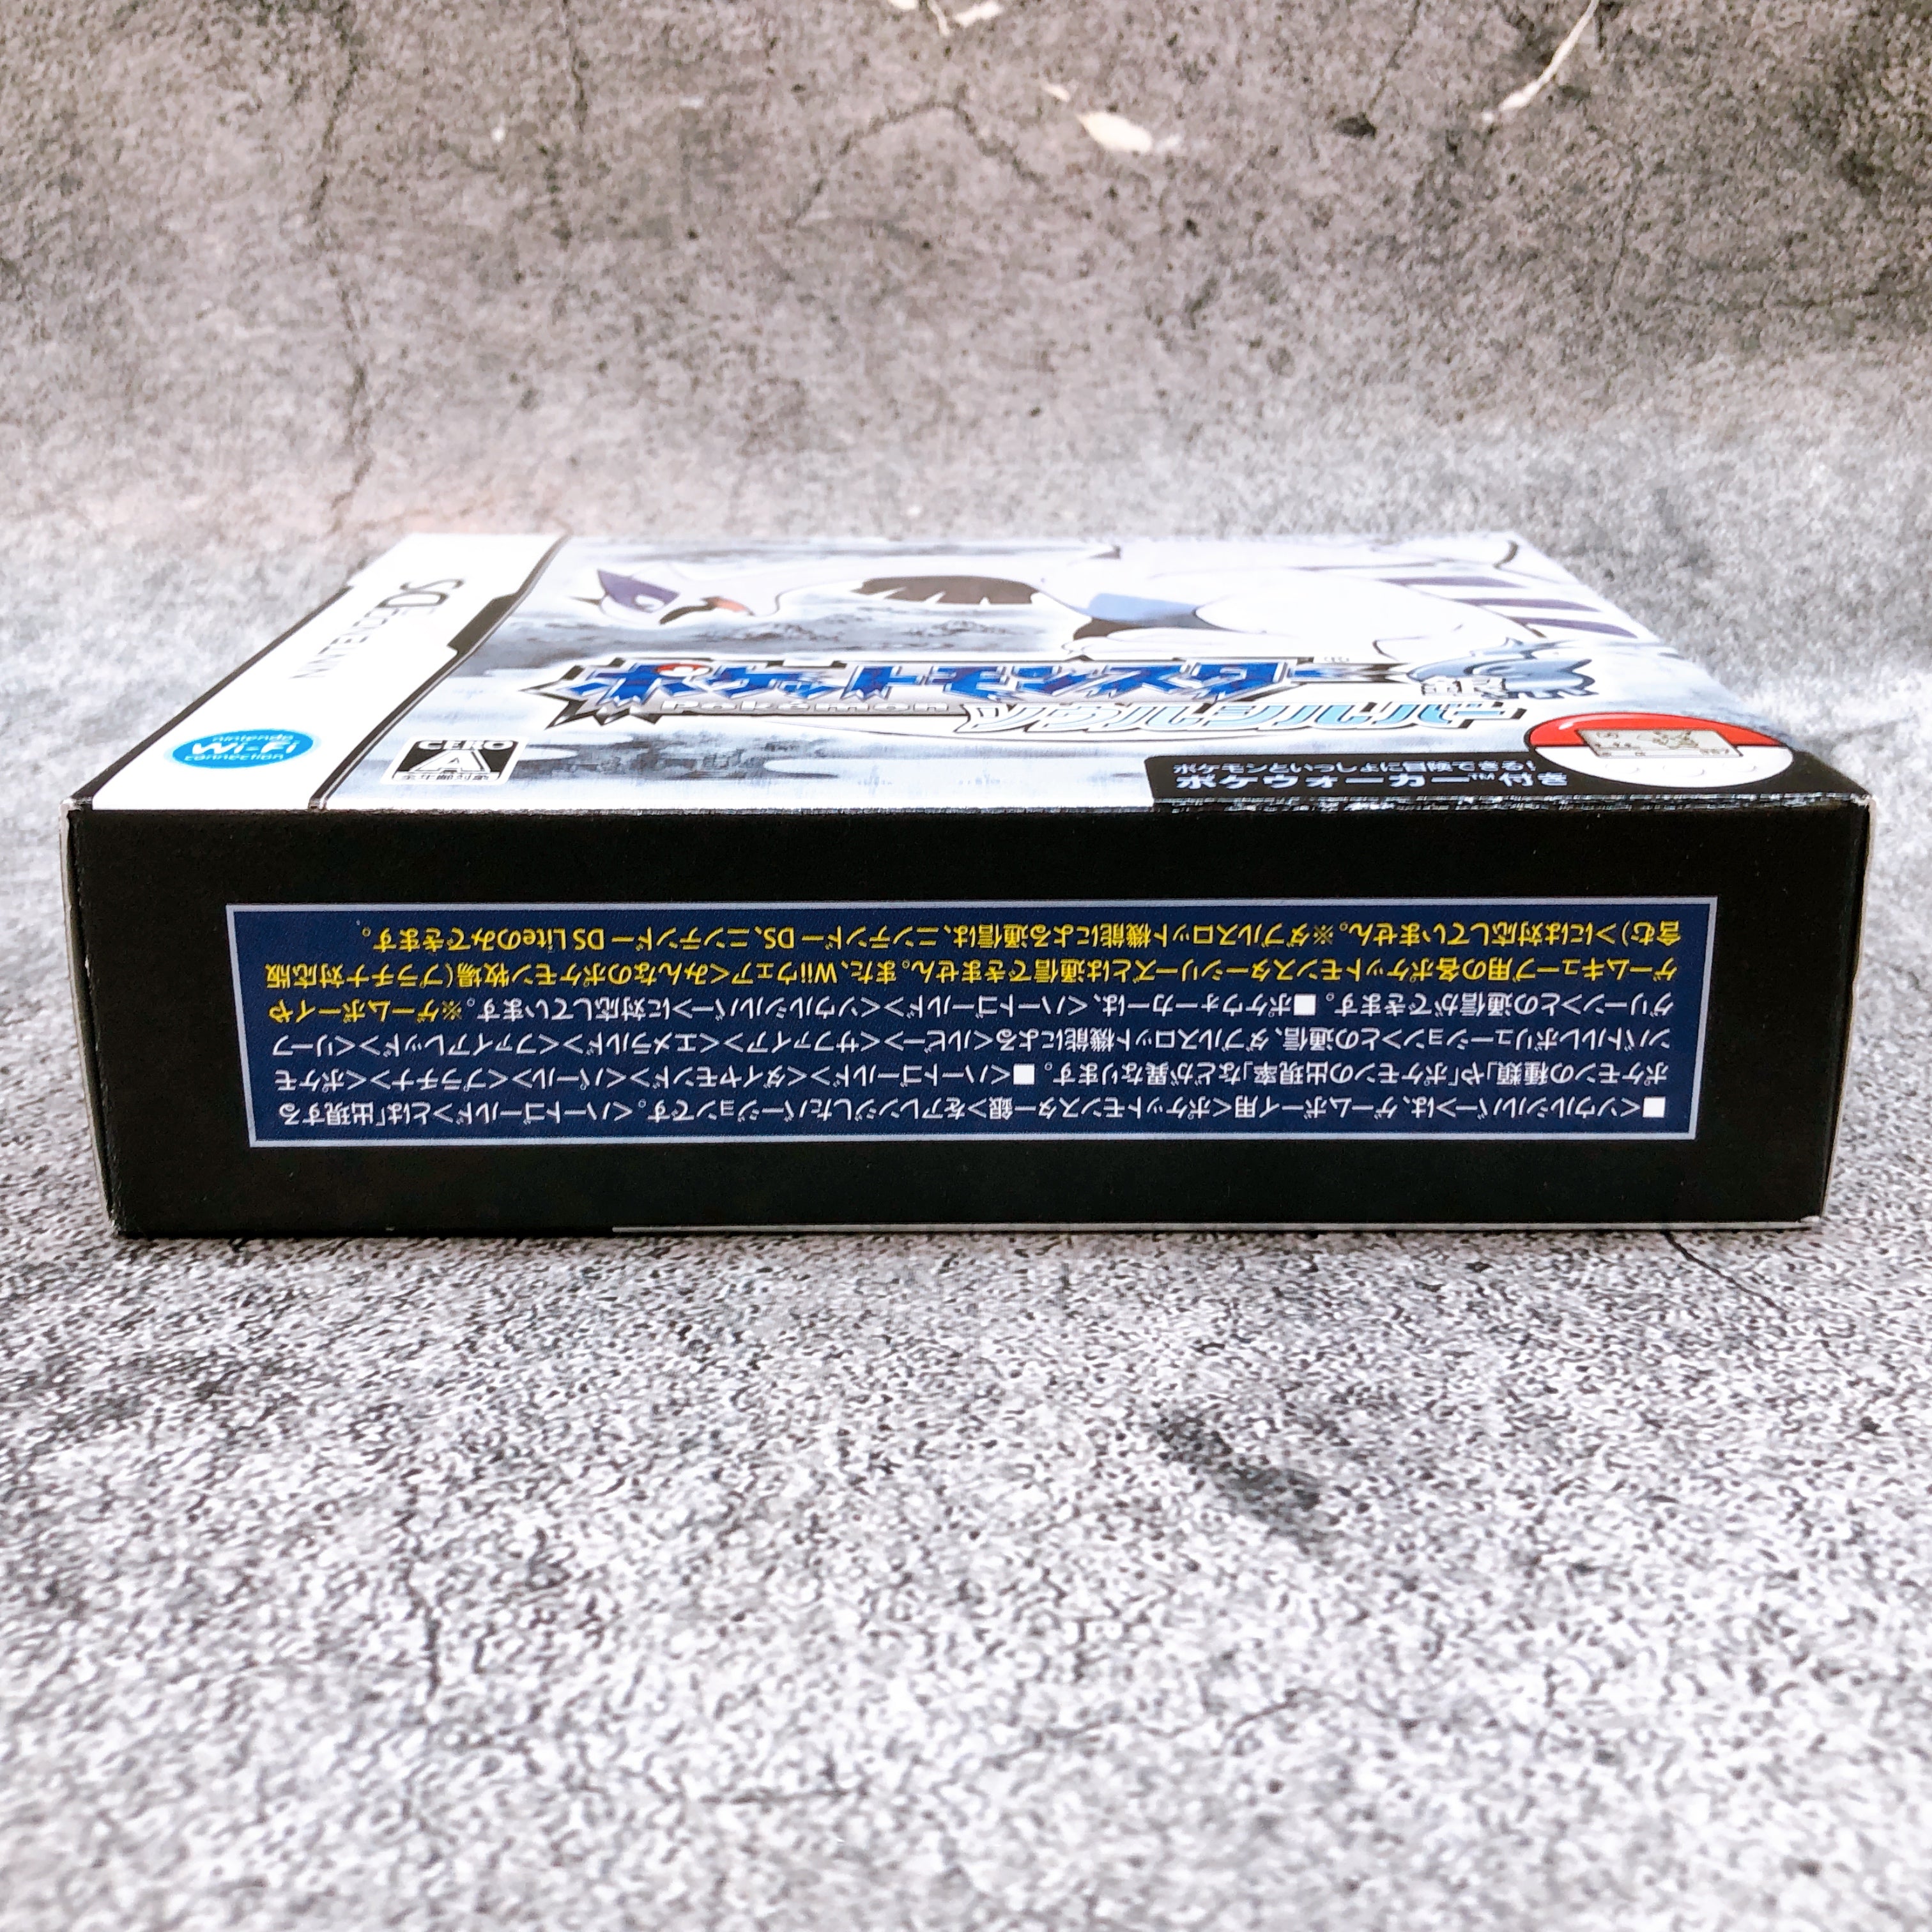 NINTENDO DS
Nintendo
Wi-Fi
connection
CERO
A
全年齢対象
ポケットモンスター
Pokémon
銀
ソウルシルバー
ポケモンといっしょに冒険できる!
ポケウォーカー™付き
■<ソウルシルバー>は、ゲームボーイ用<ポケットモンスター銀>をアレンジしたバージョンです。<ハートゴールド>とは「出現する
ポケモンの種類」や「ポケモンの出現率」などが異なります。■<ハートゴールド><ダイヤモンド><パール><プラチナ><ポケモ
ンバトルレボリューション>との通信、ダブルスロット機能による<ルビー><サファイア><エメラルド><ファイアレッド><リーフ
グリーン>との通信ができます。■ポケウォーカーは、<ハートゴールド><ソウルシルバー>に対応しています。※ゲームボーイや
ゲームキューブ用の各ポケットモンスターシリーズとは通信できません。また、Wiiウェア<みんなのポケモン牧場(プラチナ対応版
含む)>には対応していません。※ダブルスロット機能による通信は、ニンテンドーDS、ニンテンドーDS Liteのみでできます。